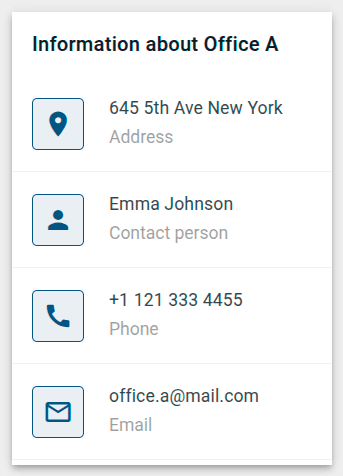 Information about Office A
645 5th Ave New York
Address
Emma Johnson
Contact person
+1 121 333 4455
Phone
office.a@mail.com
Email